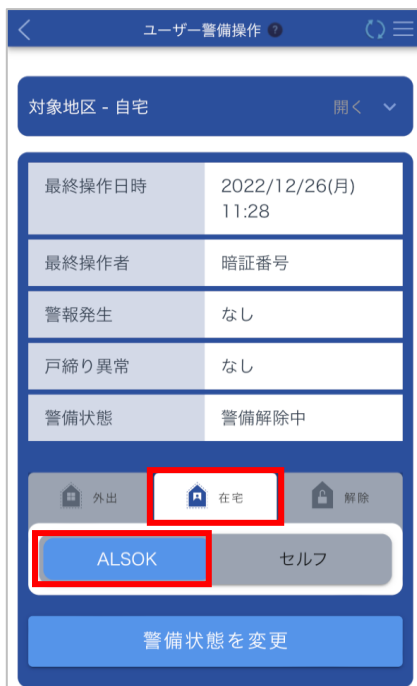 ユーザー警備操作 ?
対象地区 - 自宅 開く
最終操作日時 2022/12/26(月)
11:28
最終操作者 暗証番号
警報発生 なし
戸締り異常 なし
警備状態 警備解除中
外出 在宅 解除
ALSOK セルフ
警備状態を変更